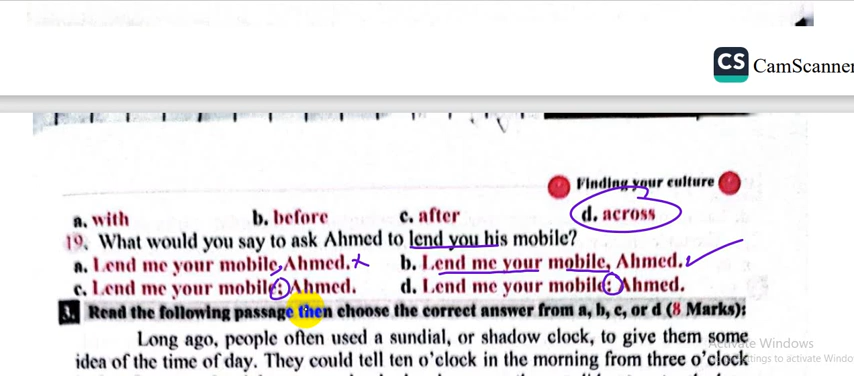 CS CamScanner
Finding your culture
a. with b. before c. after d. across
19. What would you say to ask Ahmed to lend you his mobile?
a. Lend me your mobile,Ahmed. b. Lend me your mobile, Ahmed.
c. Lend me your mobile; Ahmed. d. Lend me your mobile: Ahmed.
3. Read the following passage then choose the correct answer from a, b, c, or d (8 Marks):
Long ago, people often used a sundial, or shadow clock, to give them some
Activate Windows
idea of the time of day. They could tell ten o'clock in the morning from three o'clock
tings to activate Windo